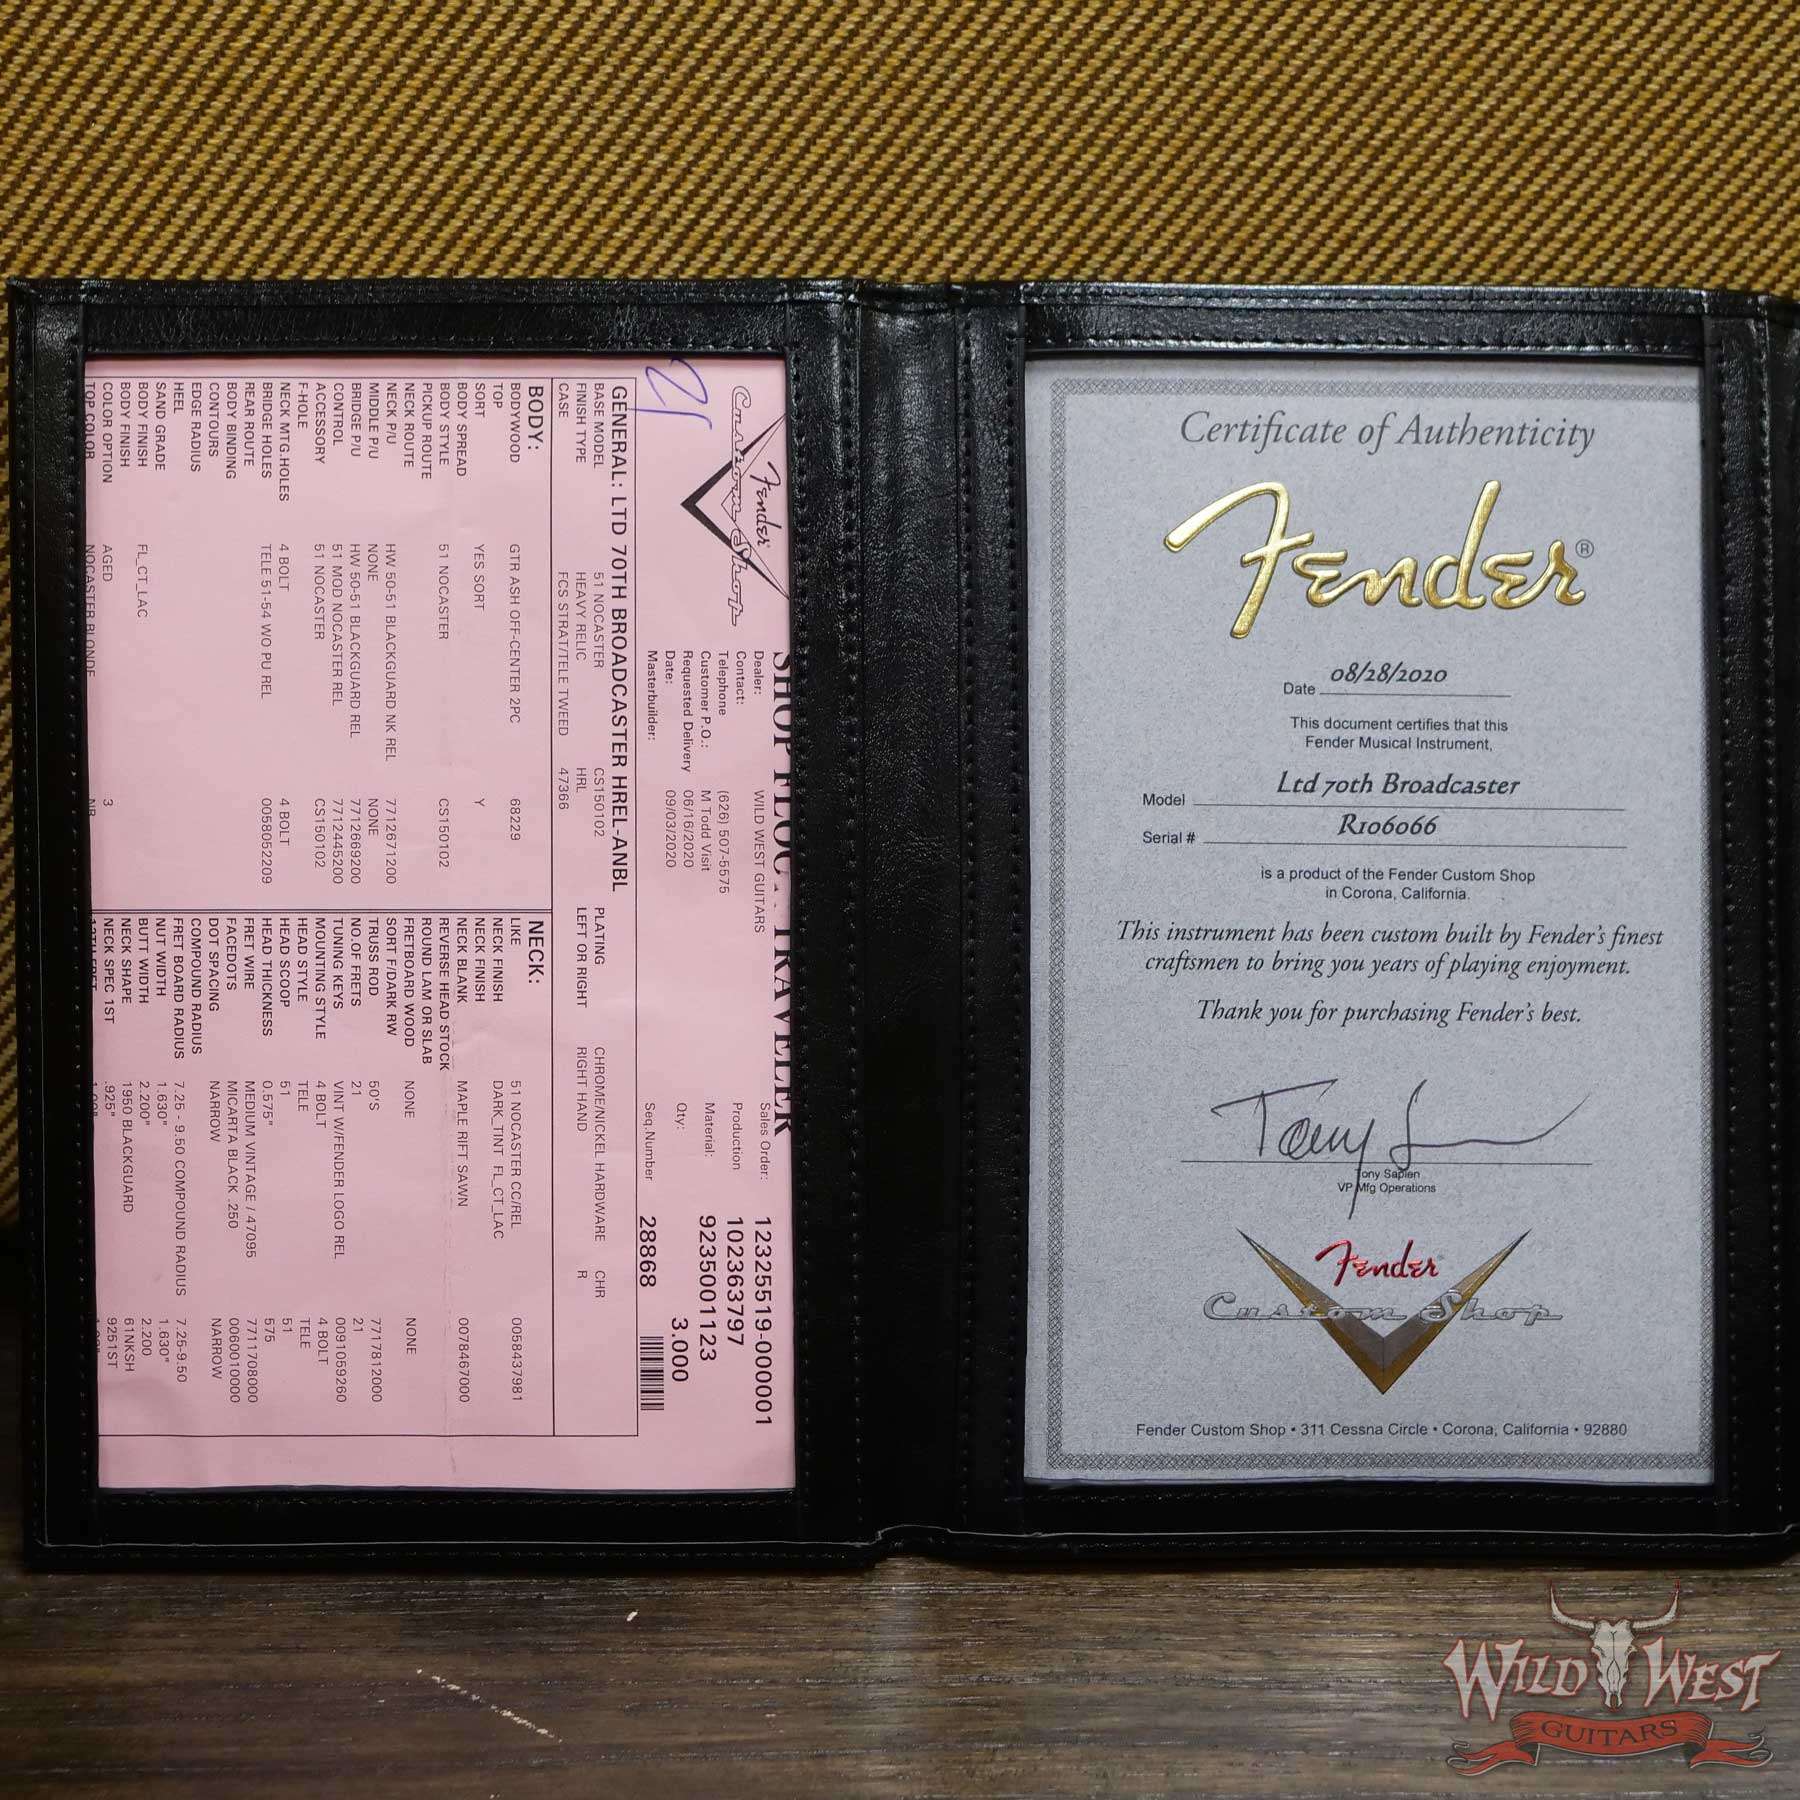 Fender
Custom Shop
TRAVELER
Dealer: WILD WEST GUITARS
Contact:
Telephone (626) 507-5575
Customer P.O.: M Todd Visit
Requested Delivery 06/16/2020
Date: 09/03/2020
Masterbuilder:
Sales Order: 12325519-000001
Production 102363797
Material: 9235001123
Qty: 3.000
Seq.Number 28868
GENERAL: LTD 70TH BROADCASTER HREL-ANBL
BASE MODEL 51 NOCASTER CS150102 PLATING CHROME/NICKEL HARDWARE CHR
FINISH TYPE HEAVY RELIC HRL LEFT OR RIGHT RIGHT HAND R
CASE FCS STRAT/TELE TWEED 47366
BODY:
BODYWOOD GTR ASH OFF-CENTER 2PC 68229
TOP
SORT YES SORT Y
BODY SPREAD
BODY STYLE 51 NOCASTER CS150102
PICKUP ROUTE
NECK ROUTE
NECK P/U HW 50-51 BLACKGUARD NK REL 7712671200
MIDDLE P/U NONE NONE
BRIDGE P/U HW 50-51 BLACKGUARD REL 7712669200
CONTROL 51 MOD NOCASTER REL 7712445200
ACCESSORY 51 NOCASTER CS150102
F-HOLE
NECK MTG.HOLES 4 BOLT 4 BOLT
BRIDGE HOLES TELE 51-54 WO PU REL 0058052209
REAR ROUTE
BODY BINDING
CONTOURS
EDGE RADIUS
HEEL
SAND GRADE
BODY FINISH FL_CT_LAC
BODY FINISH
COLOR OPTION AGED 3
TOP COLOR NOCASTER BLONDE NB
NECK:
LIKE 51 NOCASTER CC/REL 0058437981
NECK FINISH DARK_TINT FL_CT_LAC
NECK FINISH
NECK BLANK MAPLE RIFT SAWN 0078467000
REVERSE HEAD STOCK
ROUND LAM OR SLAB
FRETBOARD WOOD NONE NONE
SORT F/DARK RW
TRUSS ROD 50'S 7717812000
NO.OF FRETS 21 21
TUNING KEYS VINT W/FENDER LOGO REL 0091059260
MOUNTING STYLE 4 BOLT 4 BOLT
HEAD STYLE TELE TELE
HEAD SCOOP 51 51
HEAD THICKNESS 0.575" 575
FRET WIRE MEDIUM VINTAGE / 47095 7711708000
FACEDOTS MICARTA BLACK .250 0060010000
DOT SPACING NARROW NARROW
COMPOUND RADIUS
FRET BOARD RADIUS 7.25 - 9.50 COMPOUND RADIUS 7.25-9.50
NUT WIDTH 1.630" 1.630"
BUTT WIDTH 2.200" 2.200
NECK SHAPE 1950 BLACKGUARD 61NKSH
NECK SPEC 1ST .925" 9261ST
Certificate of Authenticity
Fender®
08/28/2020
Date
This document certifies that this
Fender Musical Instrument,
Model Ltd 70th Broadcaster
Serial # R106066
is a product of the Fender Custom Shop
in Corona, California.
This instrument has been custom built by Fender's finest
craftsmen to bring you years of playing enjoyment.
Thank you for purchasing Fender's best.
Tony Sapien
VP Mfg Operations
Fender
Custom Shop
Fender Custom Shop • 311 Cessna Circle • Corona, California • 92880
WILD WEST
GUITARS